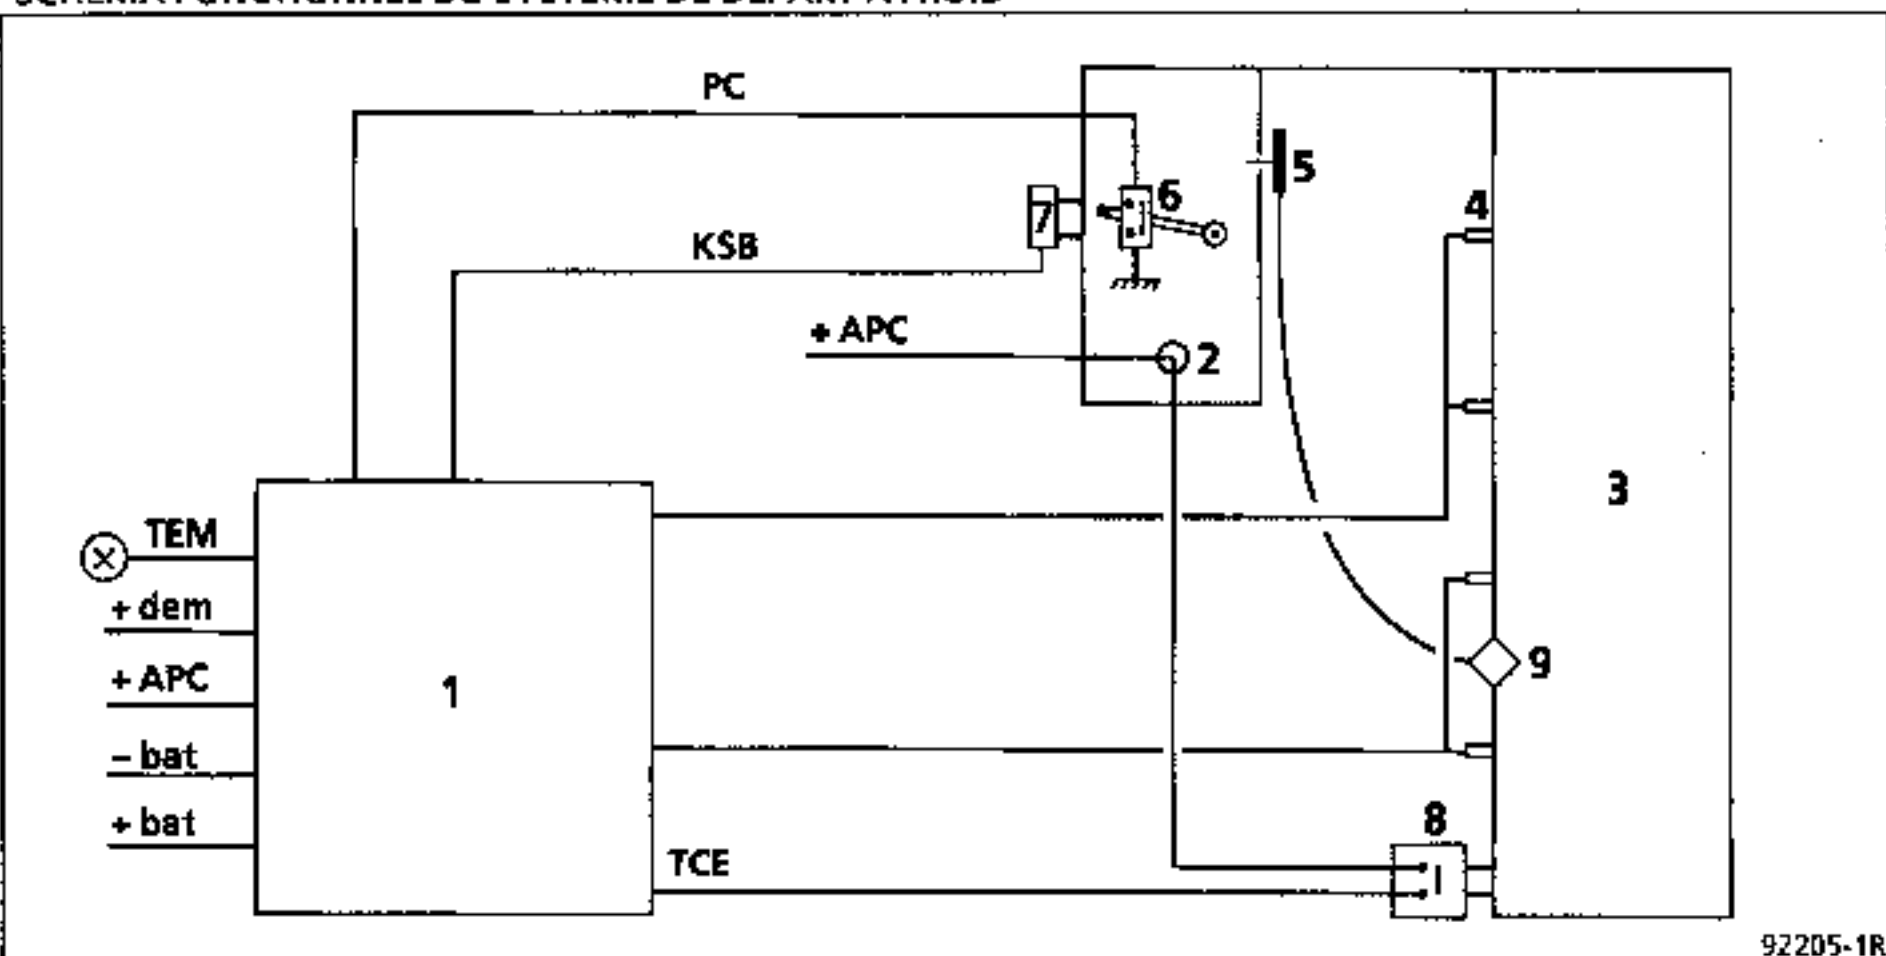 PC
5
6
4
7
KSB
+ APC
2
3
TEM
+ dem
+ APC
1
9
– bat
+ bat
8
TCE
92205-1R